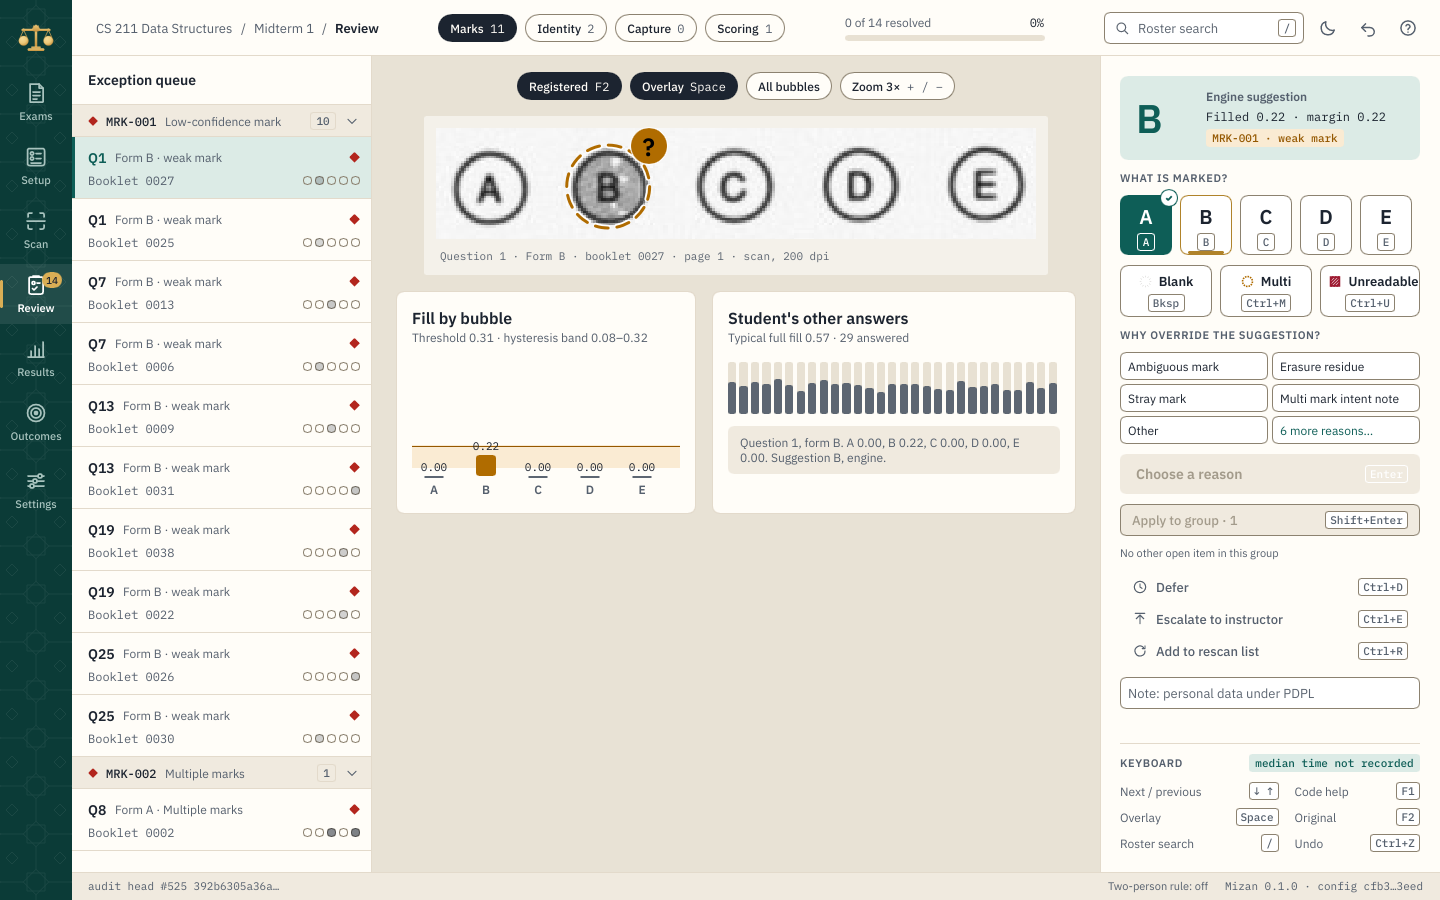 CS 211 Data Structures / Midterm 1 / Review
Marks 11
Identity 2
Capture 0
Scoring 1
0 of 14 resolved
0%
Roster search /
Exams
Setup
Scan
14
Review
Results
Outcomes
Settings
Exception queue
MRK-001 Low-confidence mark 10
Q1 Form B · weak mark
Booklet 0027
Q1 Form B · weak mark
Booklet 0025
Q7 Form B · weak mark
Booklet 0013
Q7 Form B · weak mark
Booklet 0006
Q13 Form B · weak mark
Booklet 0009
Q13 Form B · weak mark
Booklet 0031
Q19 Form B · weak mark
Booklet 0038
Q19 Form B · weak mark
Booklet 0022
Q25 Form B · weak mark
Booklet 0026
Q25 Form B · weak mark
Booklet 0030
MRK-002 Multiple marks 1
Q8 Form A · Multiple marks
Booklet 0002
Registered F2
Overlay Space
All bubbles
Zoom 3× + / −
?
A B C D E
Question 1 · Form B · booklet 0027 · page 1 · scan, 200 dpi
Fill by bubble
Threshold 0.31 · hysteresis band 0.08–0.32
0.22
0.00 0.00 0.00 0.00
A B C D E
Student's other answers
Typical full fill 0.57 · 29 answered
Question 1, form B. A 0.00, B 0.22, C 0.00, D 0.00, E
0.00. Suggestion B, engine.
B
Engine suggestion
Filled 0.22 · margin 0.22
MRK-001 · weak mark
WHAT IS MARKED?
A B C D E
A B C D E
Blank Multi Unreadable
Bksp Ctrl+M Ctrl+U
WHY OVERRIDE THE SUGGESTION?
Ambiguous mark
Erasure residue
Stray mark
Multi mark intent note
Other
6 more reasons…
Choose a reason Enter
Apply to group · 1 Shift+Enter
No other open item in this group
Defer Ctrl+D
Escalate to instructor Ctrl+E
Add to rescan list Ctrl+R
Note: personal data under PDPL
KEYBOARD median time not recorded
Next / previous ↓ ↑ Code help F1
Overlay Space Original F2
Roster search / Undo Ctrl+Z
audit head #525 392b6305a36a…
Two-person rule: off Mizan 0.1.0 · config cfb3…3eed